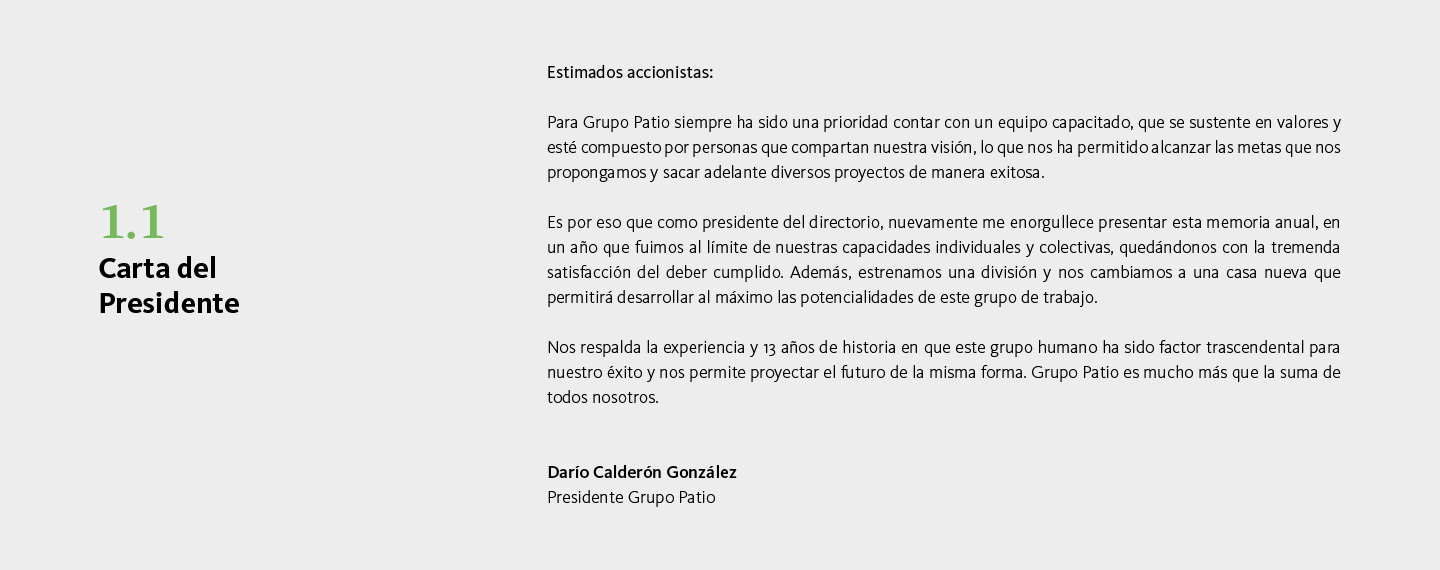 1.1
Carta del
Presidente
Estimados accionistas:
Para Grupo Patio siempre ha sido una prioridad contar con un equipo capacitado, que se sustente en valores y
esté compuesto por personas que compartan nuestra visión, lo que nos ha permitido alcanzar las metas que nos
propongamos y sacar adelante diversos proyectos de manera exitosa.
Es por eso que como presidente del directorio, nuevamente me enorgullece presentar esta memoria anual, en
un año que fuimos al límite de nuestras capacidades individuales y colectivas, quedándonos con la tremenda
satisfacción del deber cumplido. Además, estrenamos una división y nos cambiamos a una casa nueva que
permitirá desarrollar al máximo las potencialidades de este grupo de trabajo.
Nos respalda la experiencia y 13 años de historia en que este grupo humano ha sido factor trascendental para
nuestro éxito y nos permite proyectar el futuro de la misma forma. Grupo Patio es mucho más que la suma de
todos nosotros.
Darío Calderón González
Presidente Grupo Patio